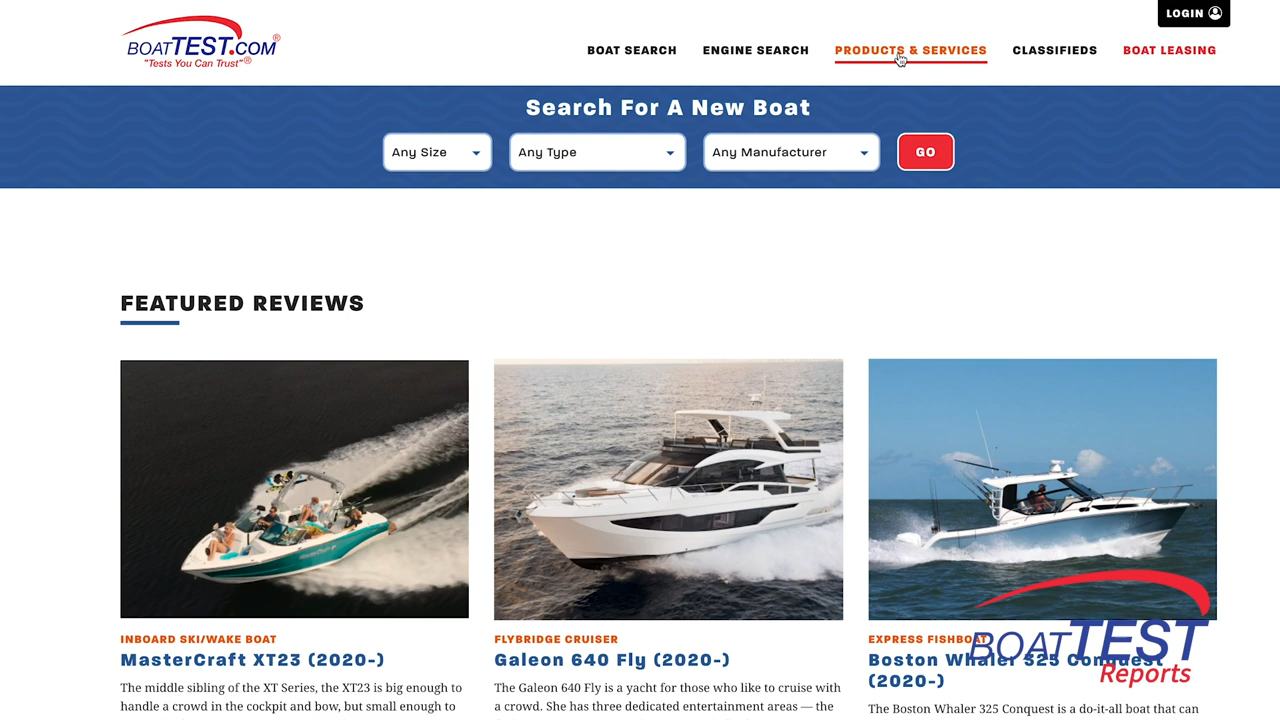 LOGIN
BOATTEST.COM®
"Tests You Can Trust"®
BOAT SEARCH ENGINE SEARCH PRODUCTS & SERVICES CLASSIFIEDS BOAT LEASING
Search For A New Boat
Any Size Any Type Any Manufacturer GO
FEATURED REVIEWS
INBOARD SKI/WAKE BOAT
MasterCraft XT23 (2020-)
The middle sibling of the XT Series, the XT23 is big enough to
handle a crowd in the cockpit and bow, but small enough to
FLYBRIDGE CRUISER
Galeon 640 Fly (2020-)
The Galeon 640 Fly is a yacht for those who like to cruise with
a crowd. She has three dedicated entertainment areas — the
EXPRESS FISHBOAT
Boston Whaler 325 Conquest
(2020-)
The Boston Whaler 325 Conquest is a do-it-all boat that can
BOATTEST
Reports